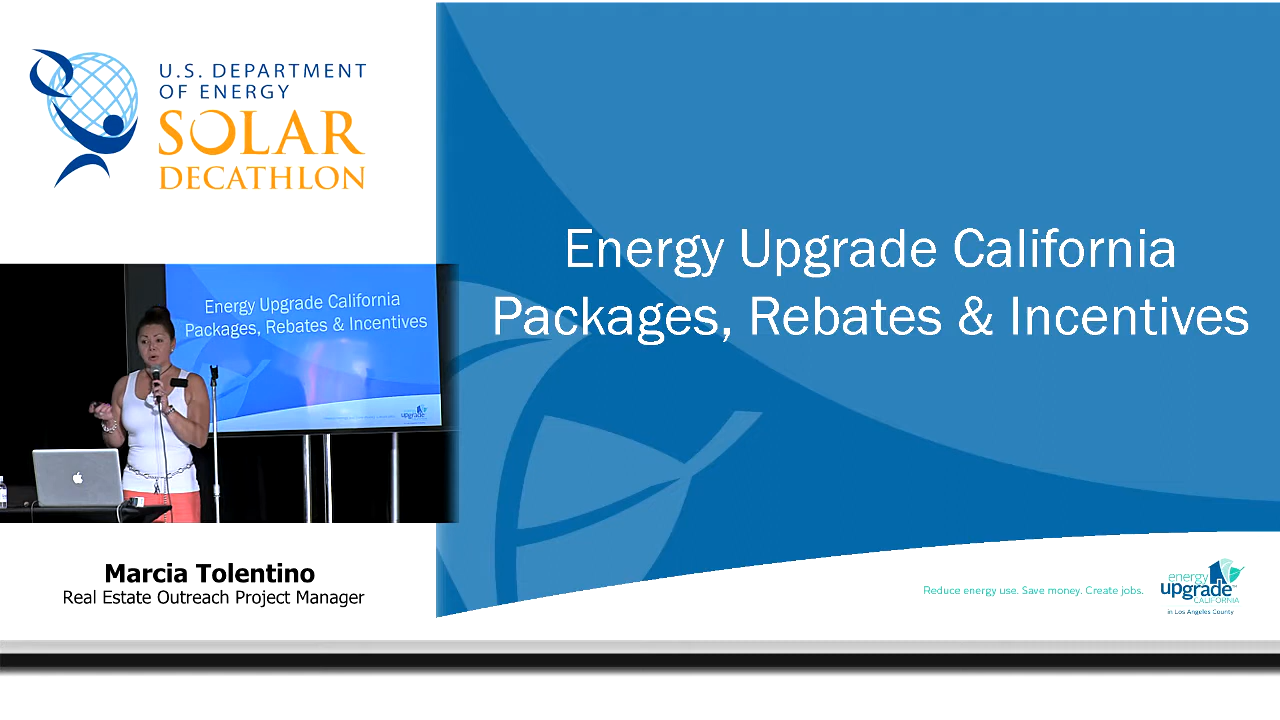 U.S. DEPARTMENT
OF ENERGY
SOLAR
DECATHLON
Energy Upgrade California
Packages, Rebates & Incentives
Energy Upgrade California
Packages, Rebates & Incentives
upgrade
Marcia Tolentino
Real Estate Outreach Project Manager
Reduce energy use. Save money. Create jobs.
energy
upgrade™
CALIFORNIA
in Los Angeles County